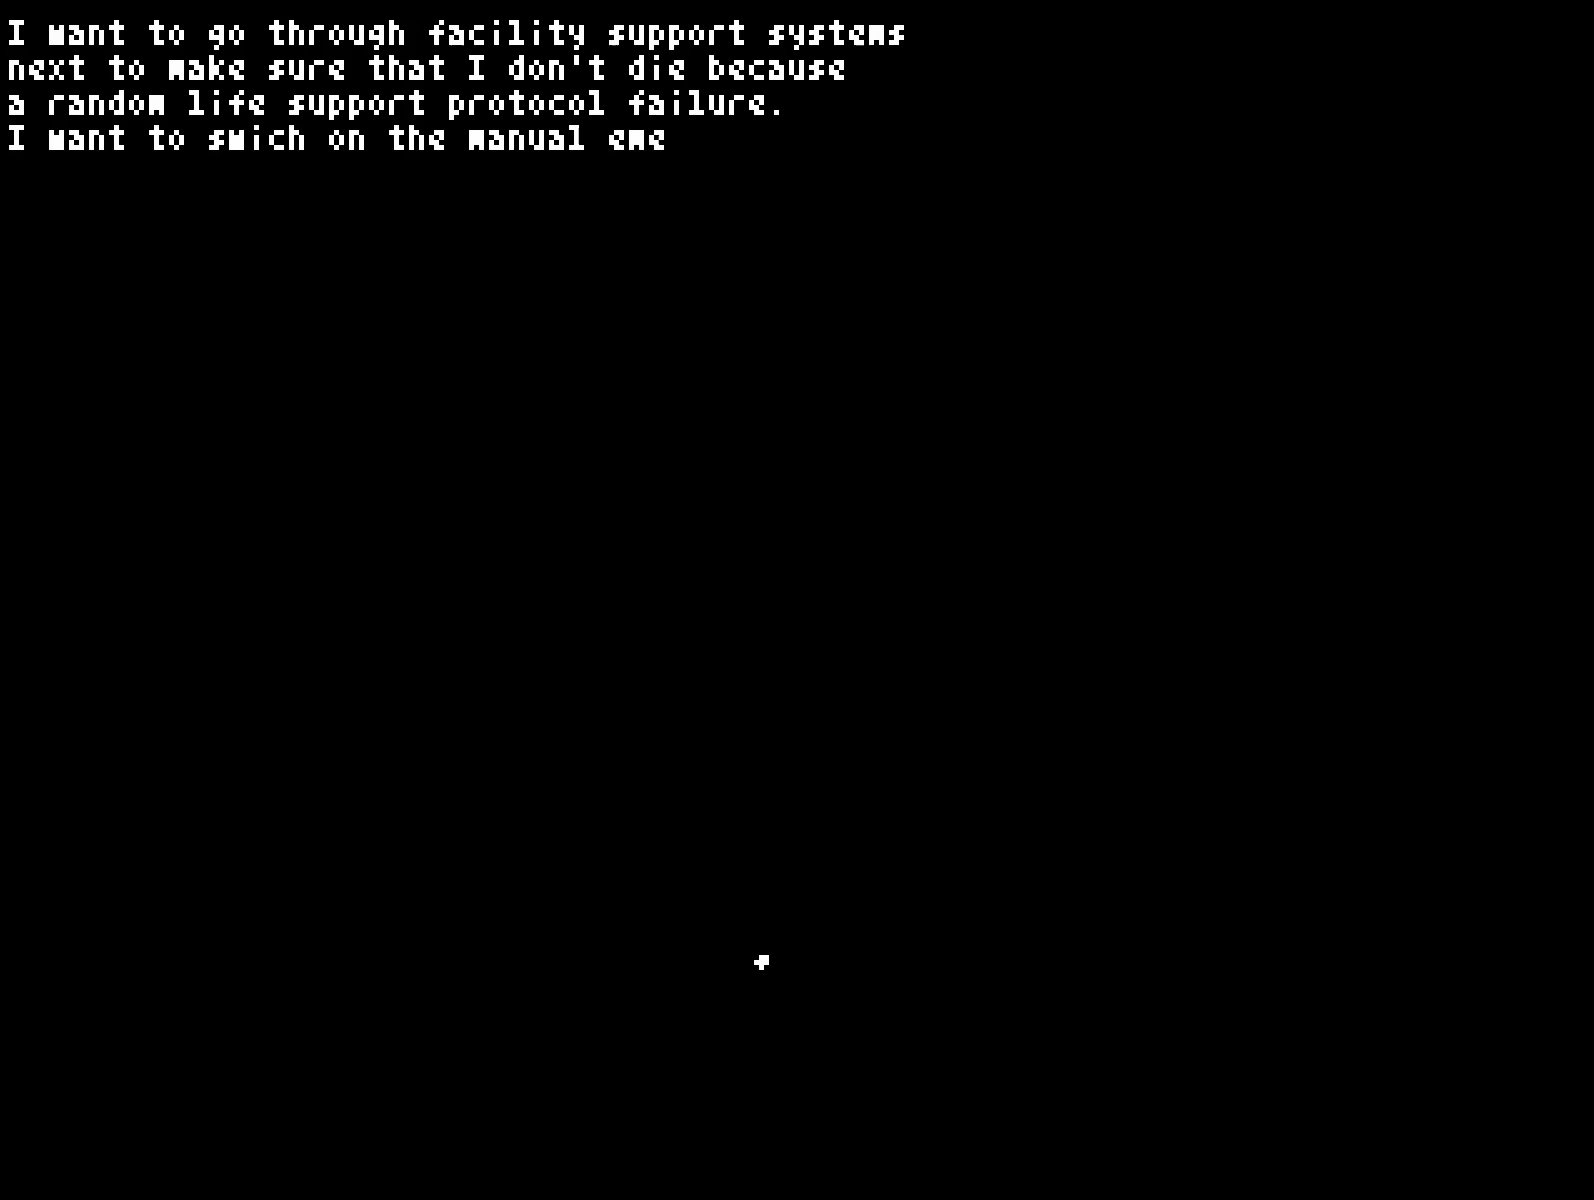 I want to go through facility support systems
next to make sure that I don't die because
a random life support protocol failure.
I want to swich on the manual eme